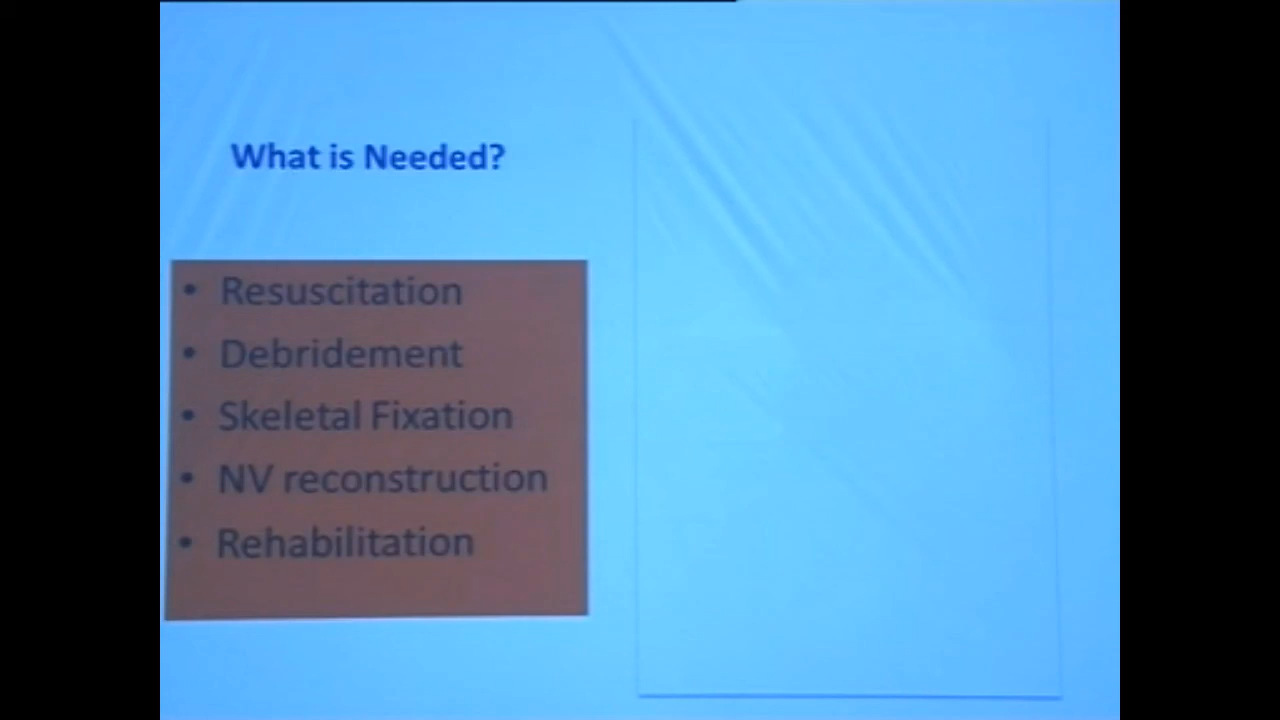 What is Needed?
• Resuscitation
• Debridement
• Skeletal Fixation
• NV reconstruction
• Rehabilitation